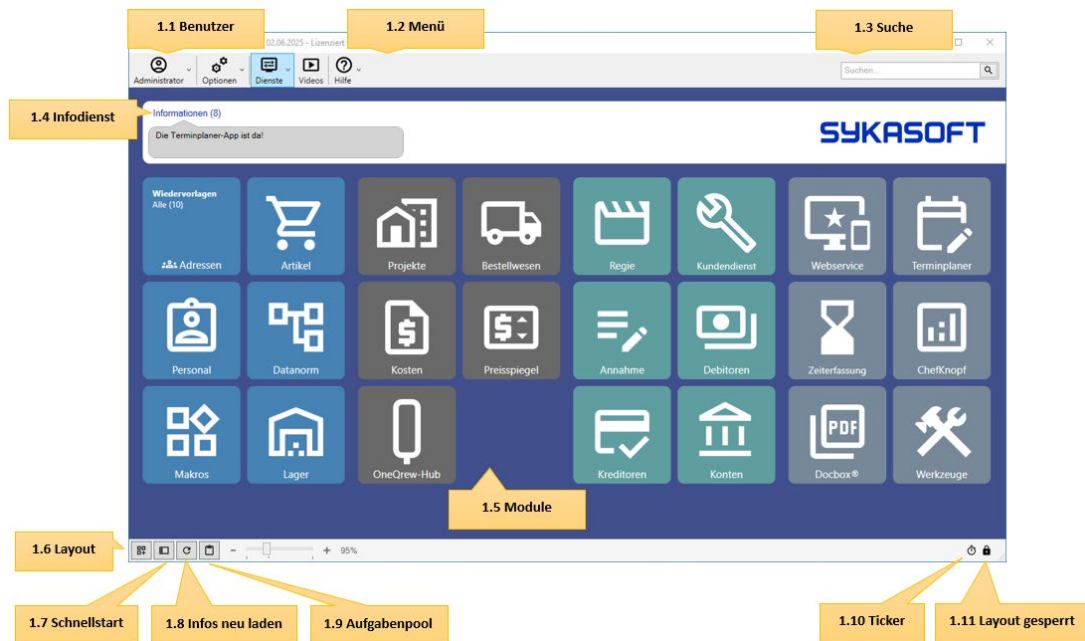 1.1 Benutzer
1.2 Menü
1.3 Suche
02.06.2025 - Lizenziert
Administrator
Optionen
Dienste
Videos
Hilfe
Suchen...
1.4 Infodienst
Informationen (8)
Die Terminplaner-App ist da!
SYKASOFT
Wiedervorlagen
Alle (10)
Adressen
Artikel
Projekte
Bestellwesen
Regie
Kundendienst
Webservice
Terminplaner
Personal
Datanorm
Kosten
Preisspiegel
Annahme
Debitoren
Zeiterfassung
ChefKnopf
PDF
Makros
Lager
OneQrew-Hub
Kreditoren
Konten
Docbox®
Werkzeuge
1.5 Module
1.6 Layout
95%
1.7 Schnellstart
1.8 Infos neu laden
1.9 Aufgabenpool
1.10 Ticker
1.11 Layout gesperrt